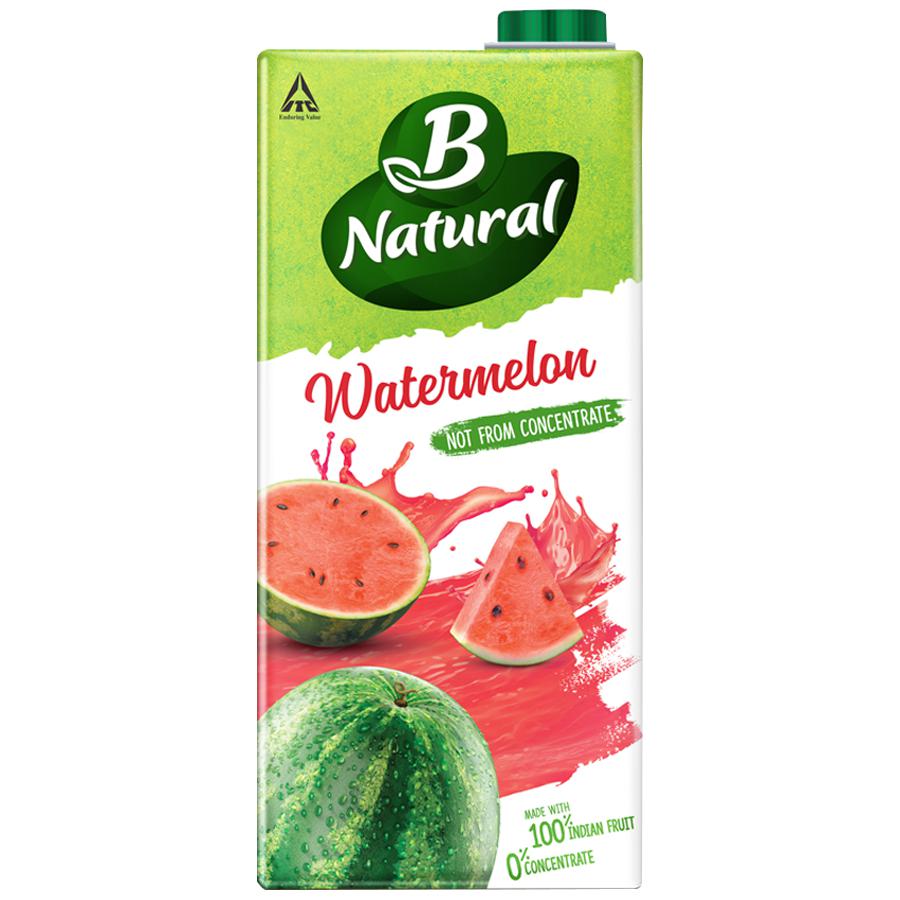 ITC
Enduring Value
B
Natural
Watermelon
NOT FROM CONCENTRATE.
MADE WITH
100% INDIAN FRUIT
0% CONCENTRATE